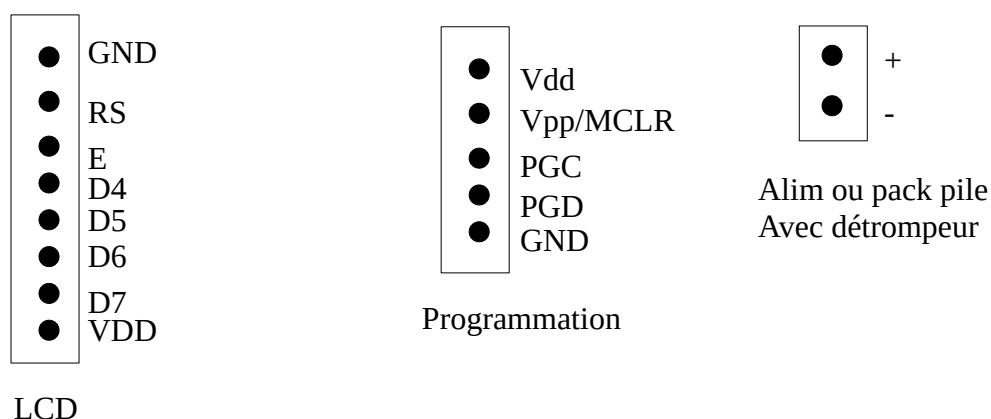 GND
RS
E
D4
D5
D6
D7
VDD
LCD
Vdd
Vpp/MCLR
PGC
PGD
GND
Programmation
+
-
Alim ou pack pile
Avec détrompeur